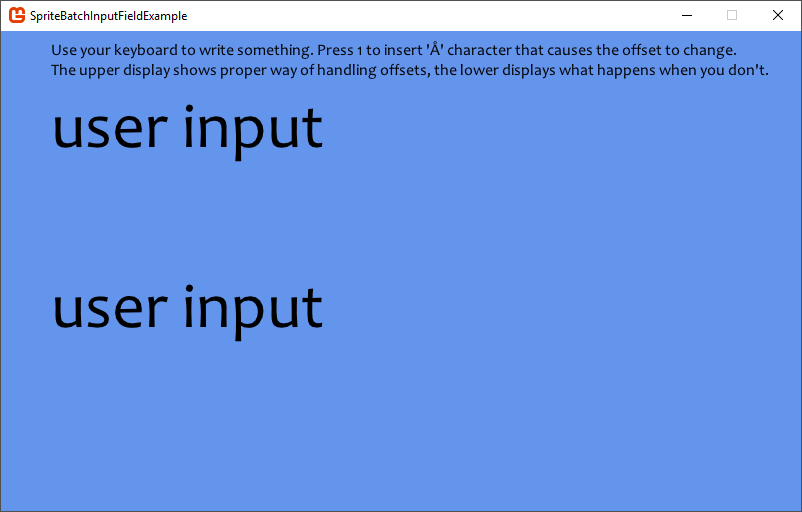 SpriteBatchInputFieldExample
Use your keyboard to write something. Press 1 to insert 'Å' character that causes the offset to change.
The upper display shows proper way of handling offsets, the lower displays what happens when you don't.
user input
user input